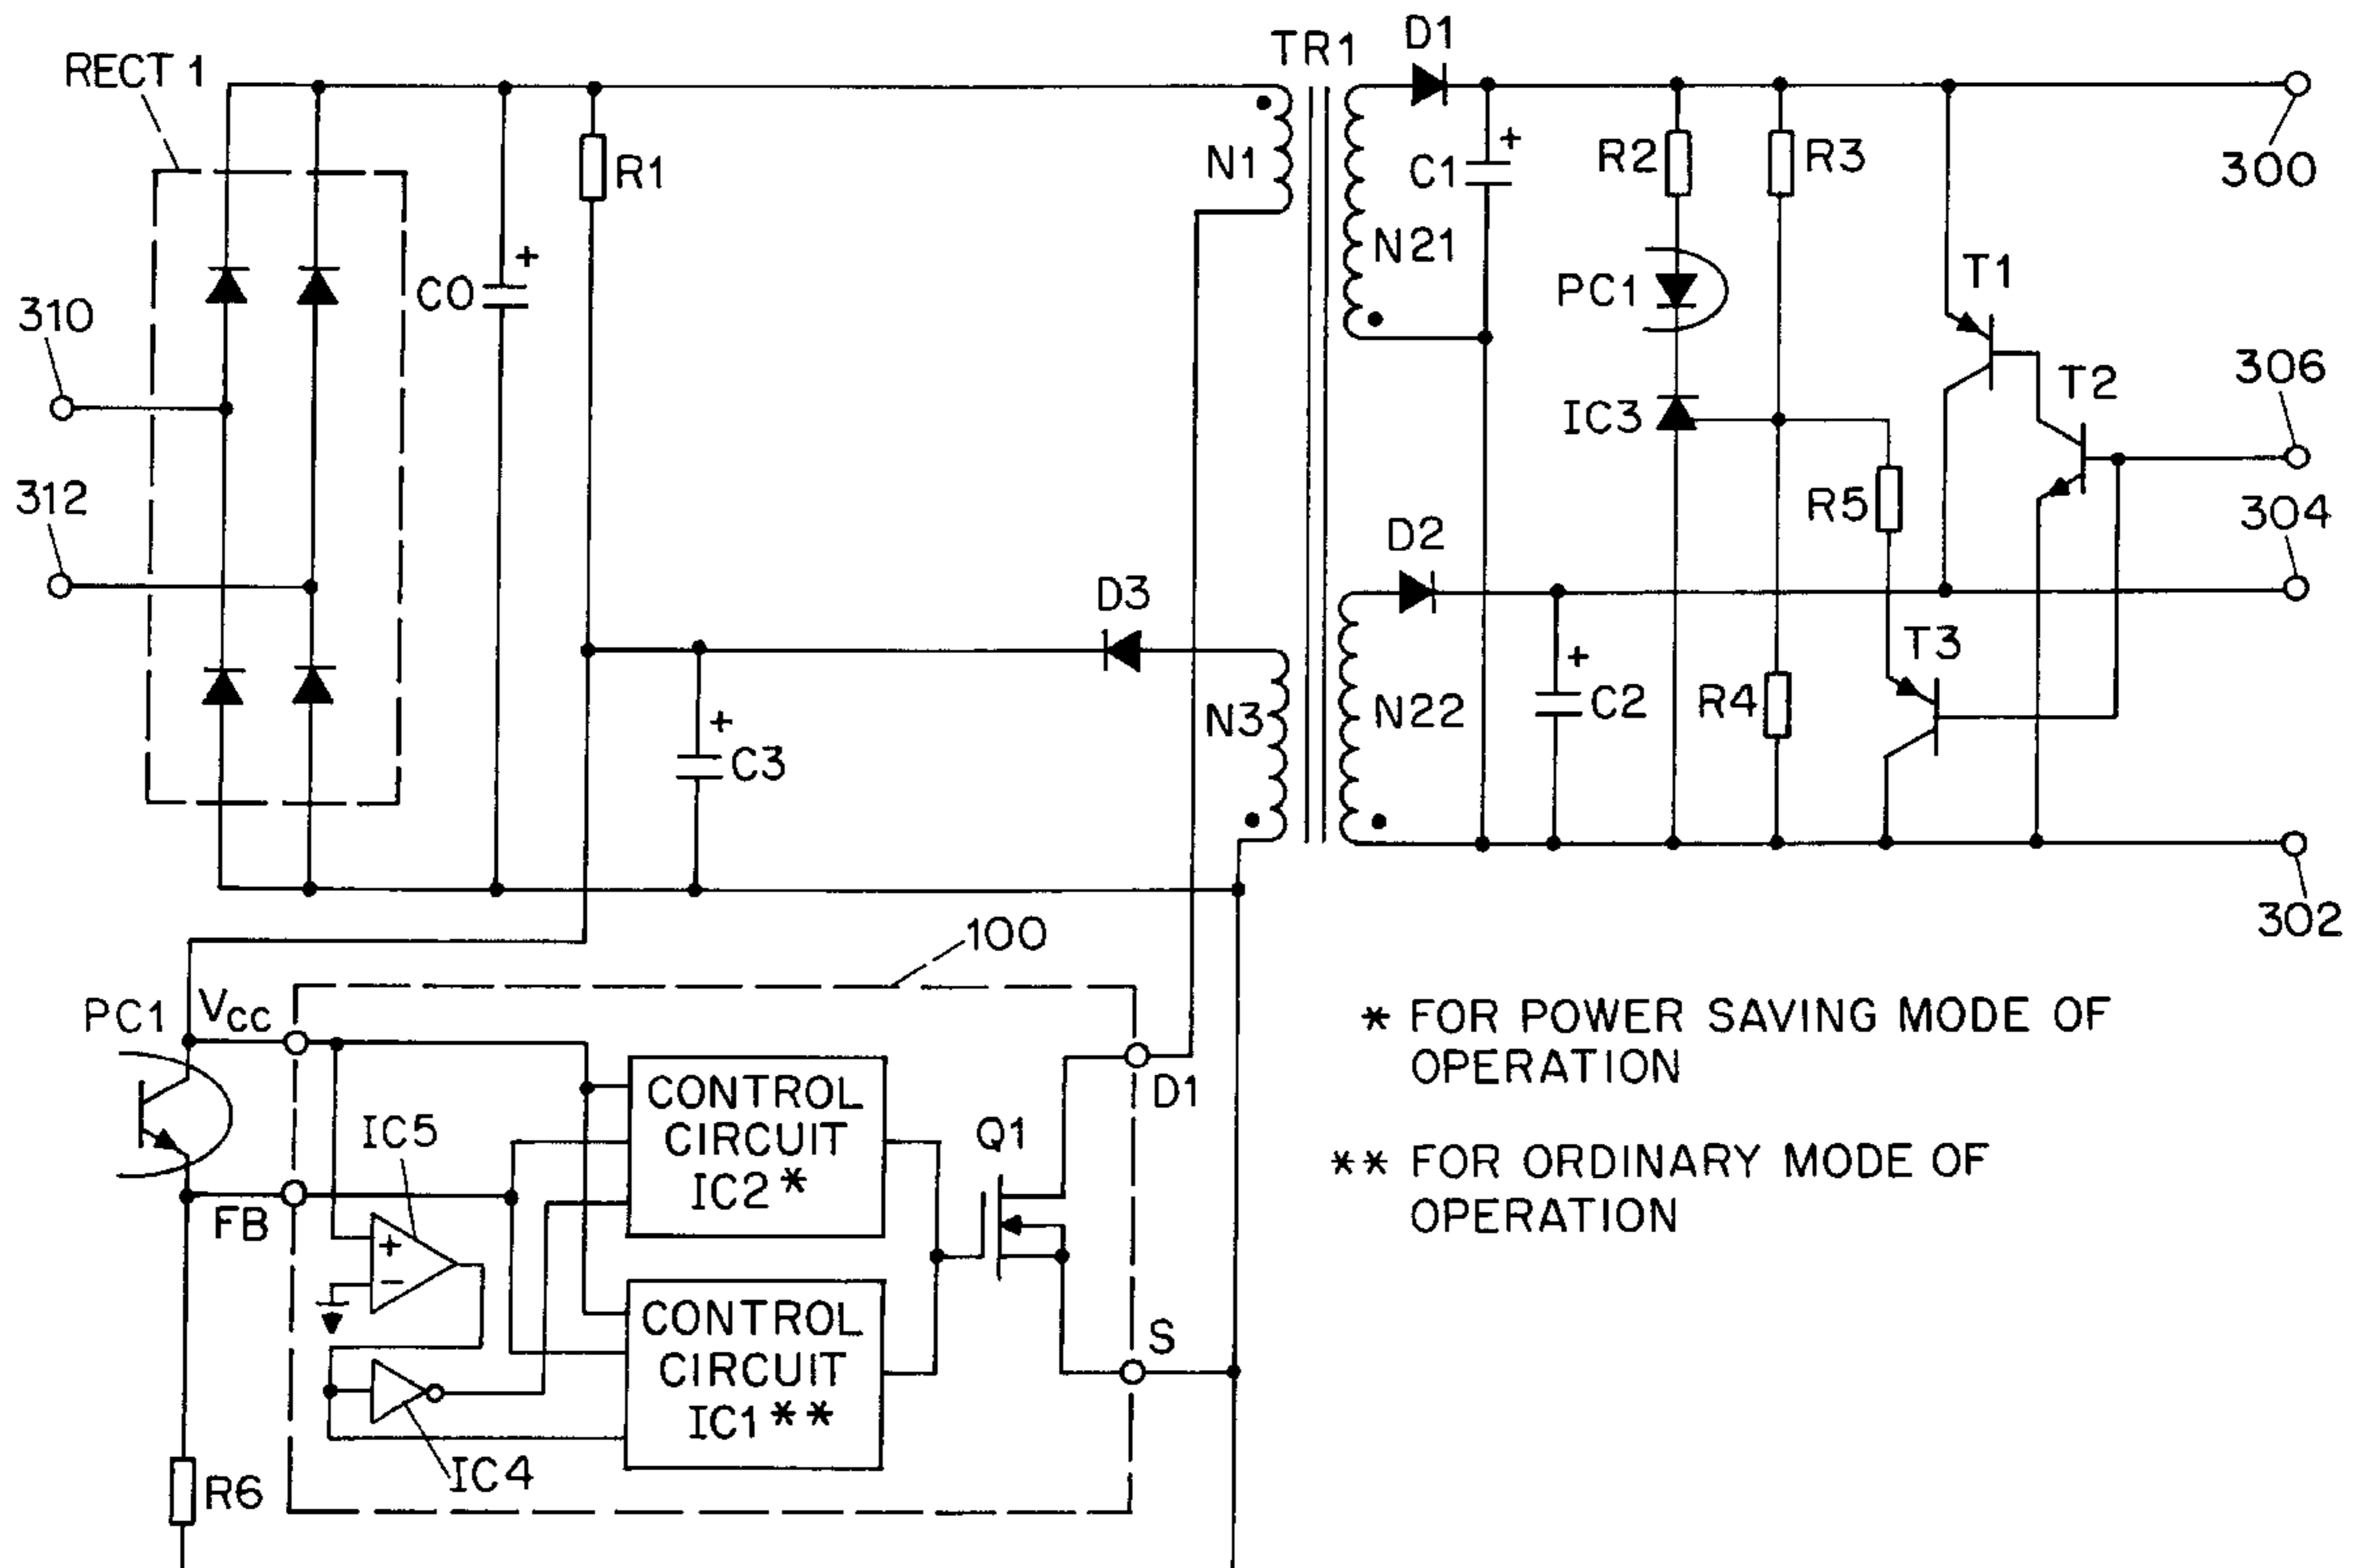 RECT 1
TR1
D1
R1
N1
C1
+
R2
R3
300
N21
CO
+
PC1
T1
310
T2
306
IC3
312
R5
304
D2
D3
T3
+
N3
+
N22
C2
R4
C3
302
100
PC1
VCC
* FOR POWER SAVING MODE OF
OPERATION
CONTROL
CIRCUIT
IC2*
D1
Q1
IC5
** FOR ORDINARY MODE OF
OPERATION
FB
+
−
CONTROL
CIRCUIT
IC1**
S
IC4
R6